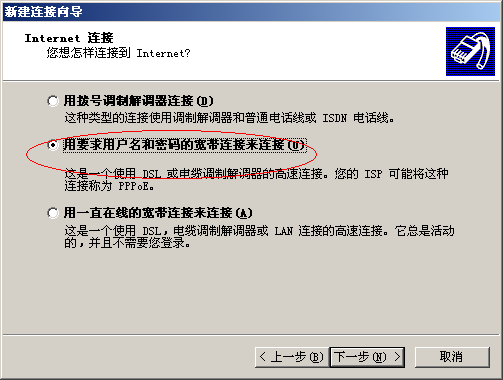 新建连接向导
Internet 连接
您想怎样连接到 Internet?
用拨号调制解调器连接(D)
这种类型的连接使用调制解调器和普通电话线或 ISDN 电话线。
用要求用户名和密码的宽带连接来连接(U)
这是一个使用 DSL 或电缆调制解调器的高速连接。您的 ISP 可能将这种
连接称为 PPPoE。
用一直在线的宽带连接来连接(A)
这是一个使用 DSL，电缆调制解调器或 LAN 连接的高速连接。它总是活动
的，并且不需要您登录。
< 上一步(B) 下一步(N) > 取消